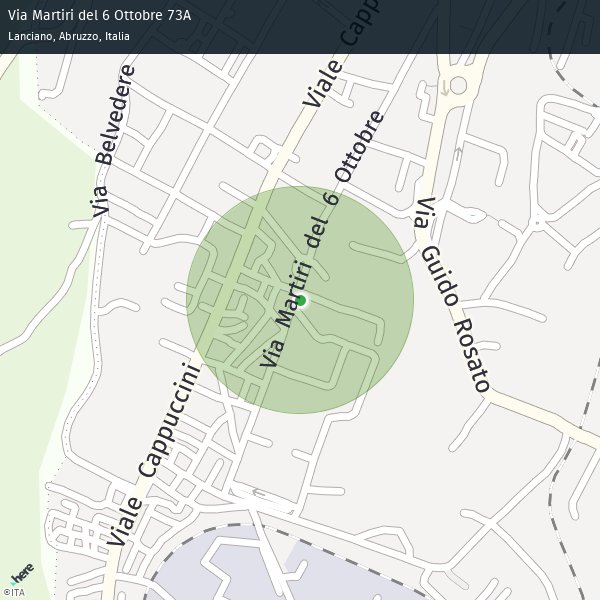 Via Martiri del 6 Ottobre 73A
Lanciano, Abruzzo, Italia
Viale Capp
Via Belvedere
Via Martiri del 6 Ottobre
Via Guido Rosato
Viale Cappuccini
here
©ITA